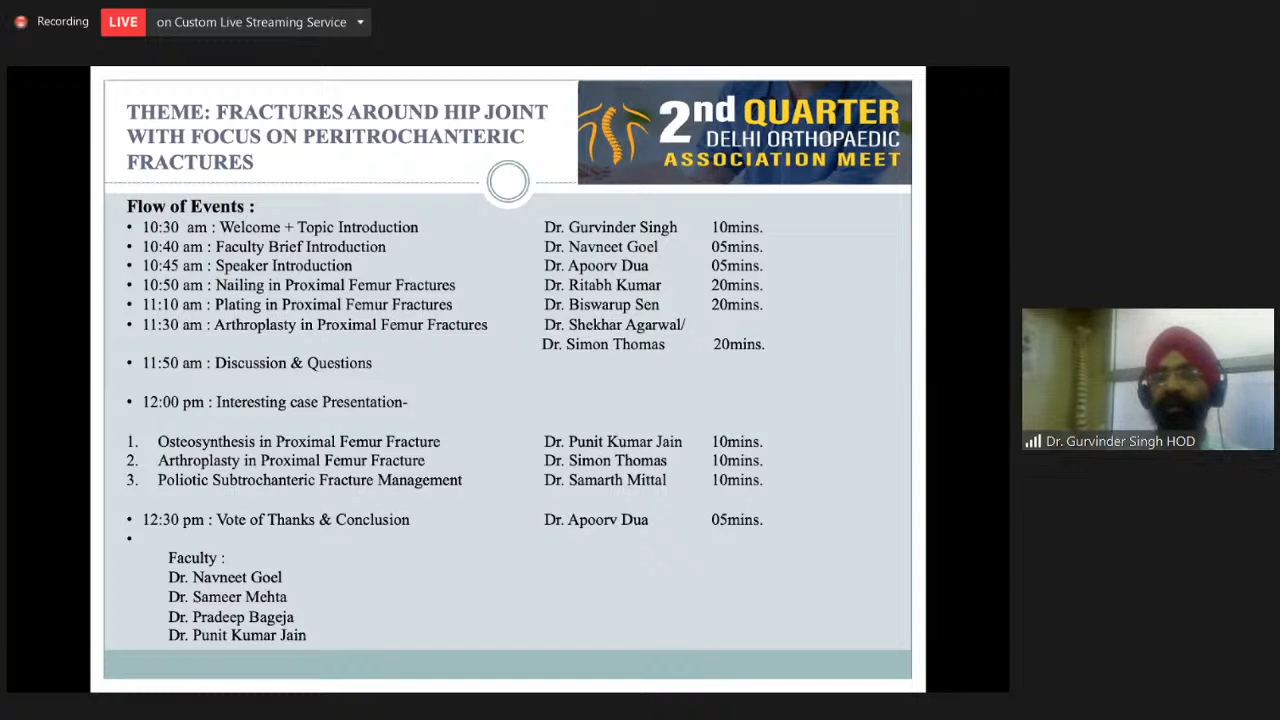 Recording
LIVE on Custom Live Streaming Service
THEME: FRACTURES AROUND HIP JOINT
WITH FOCUS ON PERITROCHANTERIC
FRACTURES
2nd QUARTER
DELHI ORTHOPAEDIC
ASSOCIATION MEET
Flow of Events :
• 10:30 am : Welcome + Topic Introduction Dr. Gurvinder Singh 10mins.
• 10:40 am : Faculty Brief Introduction Dr. Navneet Goel 05mins.
• 10:45 am : Speaker Introduction Dr. Apoorv Dua 05mins.
• 10:50 am : Nailing in Proximal Femur Fractures Dr. Ritabh Kumar 20mins.
• 11:10 am : Plating in Proximal Femur Fractures Dr. Biswarup Sen 20mins.
• 11:30 am : Arthroplasty in Proximal Femur Fractures Dr. Shekhar Agarwal/
Dr. Simon Thomas 20mins.
• 11:50 am : Discussion & Questions
• 12:00 pm : Interesting case Presentation-
1. Osteosynthesis in Proximal Femur Fracture Dr. Punit Kumar Jain 10mins.
2. Arthroplasty in Proximal Femur Fracture Dr. Simon Thomas 10mins.
3. Poliotic Subtrochanteric Fracture Management Dr. Samarth Mittal 10mins.
• 12:30 pm : Vote of Thanks & Conclusion Dr. Apoorv Dua 05mins.
•
Faculty :
Dr. Navneet Goel
Dr. Sameer Mehta
Dr. Pradeep Bageja
Dr. Punit Kumar Jain
Dr. Gurvinder Singh HOD